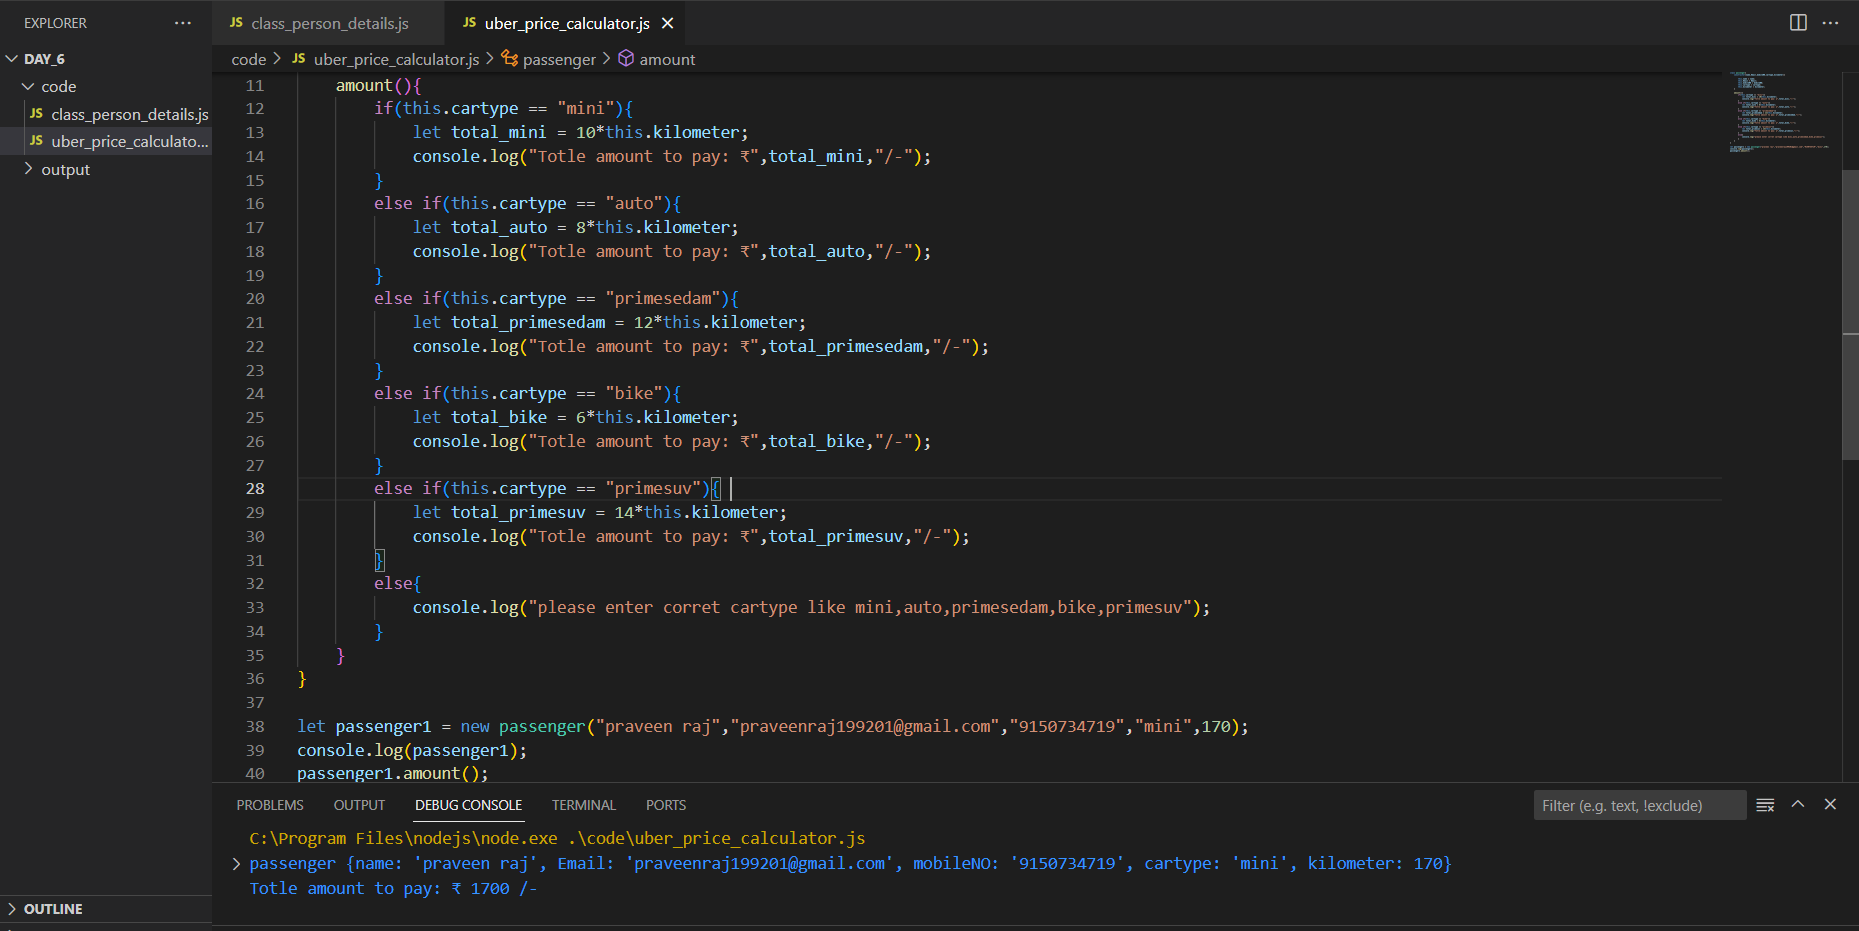 EXPLORER ···
DAY_6
code
JS class_person_details.js
JS uber_price_calculato...
output
OUTLINE
JS class_person_details.js
JS uber_price_calculator.js
code > JS uber_price_calculator.js > passenger > amount
11 amount(){
12 if(this.cartype == "mini"){
13 let total_mini = 10*this.kilometer;
14 console.log("Totle amount to pay: ₹",total_mini,"/-");
15 }
16 else if(this.cartype == "auto"){
17 let total_auto = 8*this.kilometer;
18 console.log("Totle amount to pay: ₹",total_auto,"/-");
19 }
20 else if(this.cartype == "primesedam"){
21 let total_primesedam = 12*this.kilometer;
22 console.log("Totle amount to pay: ₹",total_primesedam,"/-");
23 }
24 else if(this.cartype == "bike"){
25 let total_bike = 6*this.kilometer;
26 console.log("Totle amount to pay: ₹",total_bike,"/-");
27 }
28 else if(this.cartype == "primesuv"){
29 let total_primesuv = 14*this.kilometer;
30 console.log("Totle amount to pay: ₹",total_primesuv,"/-");
31 }
32 else{
33 console.log("please enter corret cartype like mini,auto,primesedam,bike,primesuv");
34 }
35 }
36 }
37
38 let passenger1 = new passenger("praveen raj","praveenraj199201@gmail.com","9150734719","mini",170);
39 console.log(passenger1);
40 passenger1.amount();
PROBLEMS OUTPUT DEBUG CONSOLE TERMINAL PORTS Filter (e.g. text, !exclude)
C:\Program Files\nodejs\node.exe .\code\uber_price_calculator.js
passenger {name: 'praveen raj', Email: 'praveenraj199201@gmail.com', mobileNO: '9150734719', cartype: 'mini', kilometer: 170}
Totle amount to pay: ₹ 1700 /-